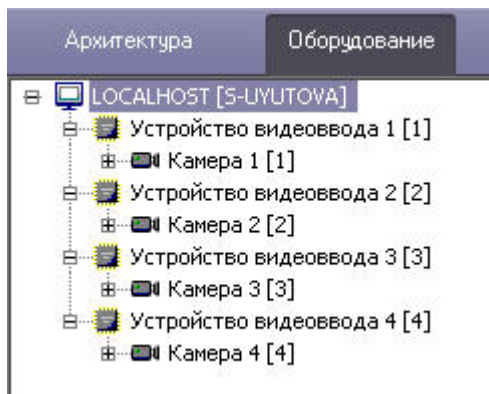 Архитектура Оборудование
LOCALHOST [S-UYUTOVA]
Устройство видеоввода 1 [1]
Камера 1 [1]
Устройство видеоввода 2 [2]
Камера 2 [2]
Устройство видеоввода 3 [3]
Камера 3 [3]
Устройство видеоввода 4 [4]
Камера 4 [4]